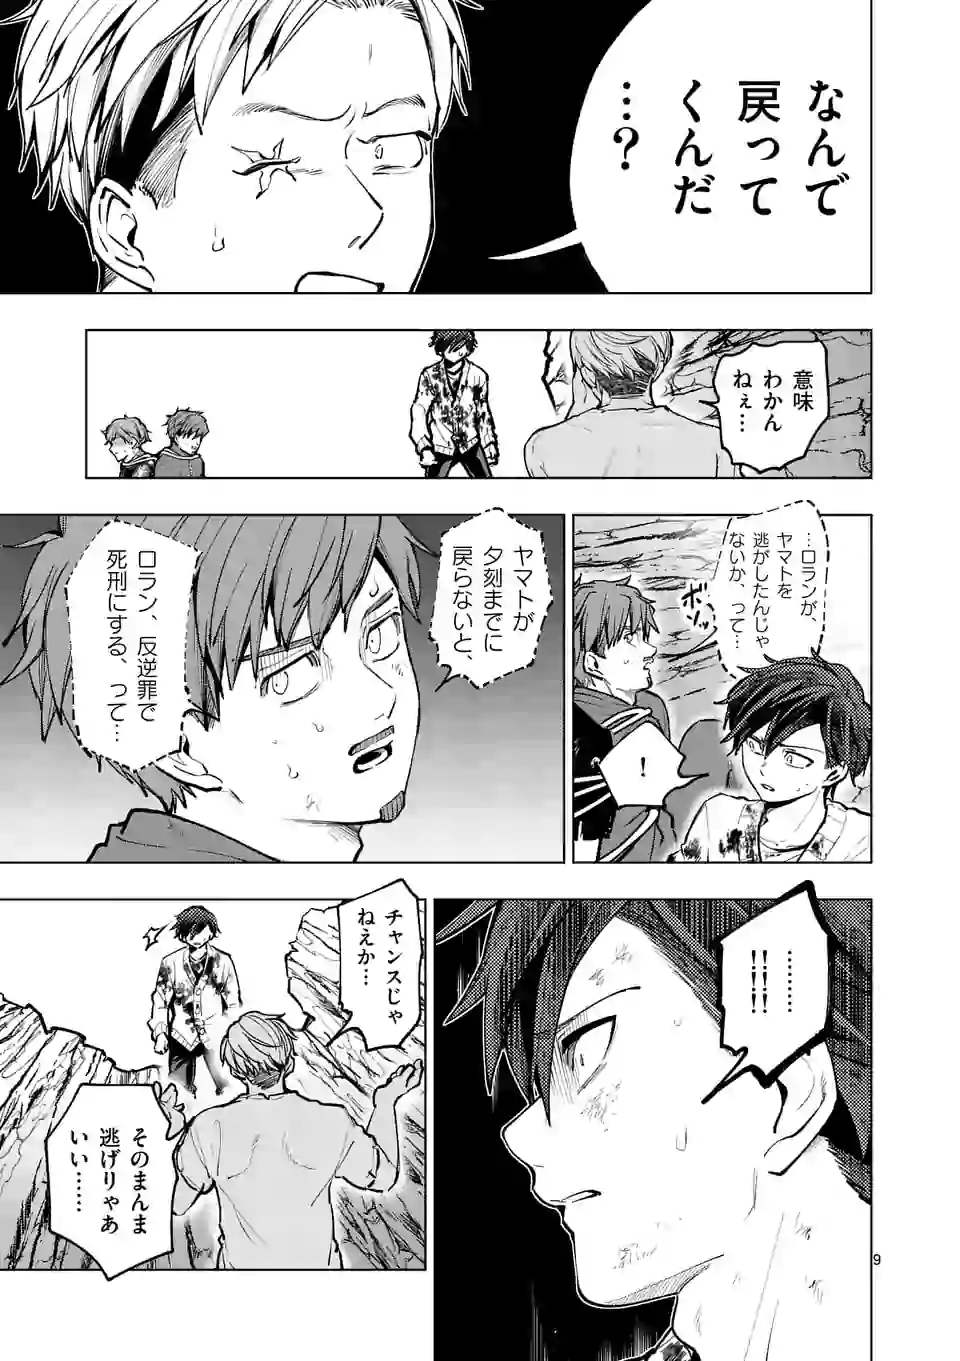 なんで
戻って
くんだ
…?
意味
わかん
ねぇ…
…ロランが、
ヤマトを
逃がしたんじゃ
ないか、って…
ボソッ
!
ヤマトが
夕刻までに
戻らないと、
ロラン、反逆罪で
死刑にする、って…
………
!!!!
チャンスじゃ
ねえか…
そのまんま
逃げりゃあ
いい………
9